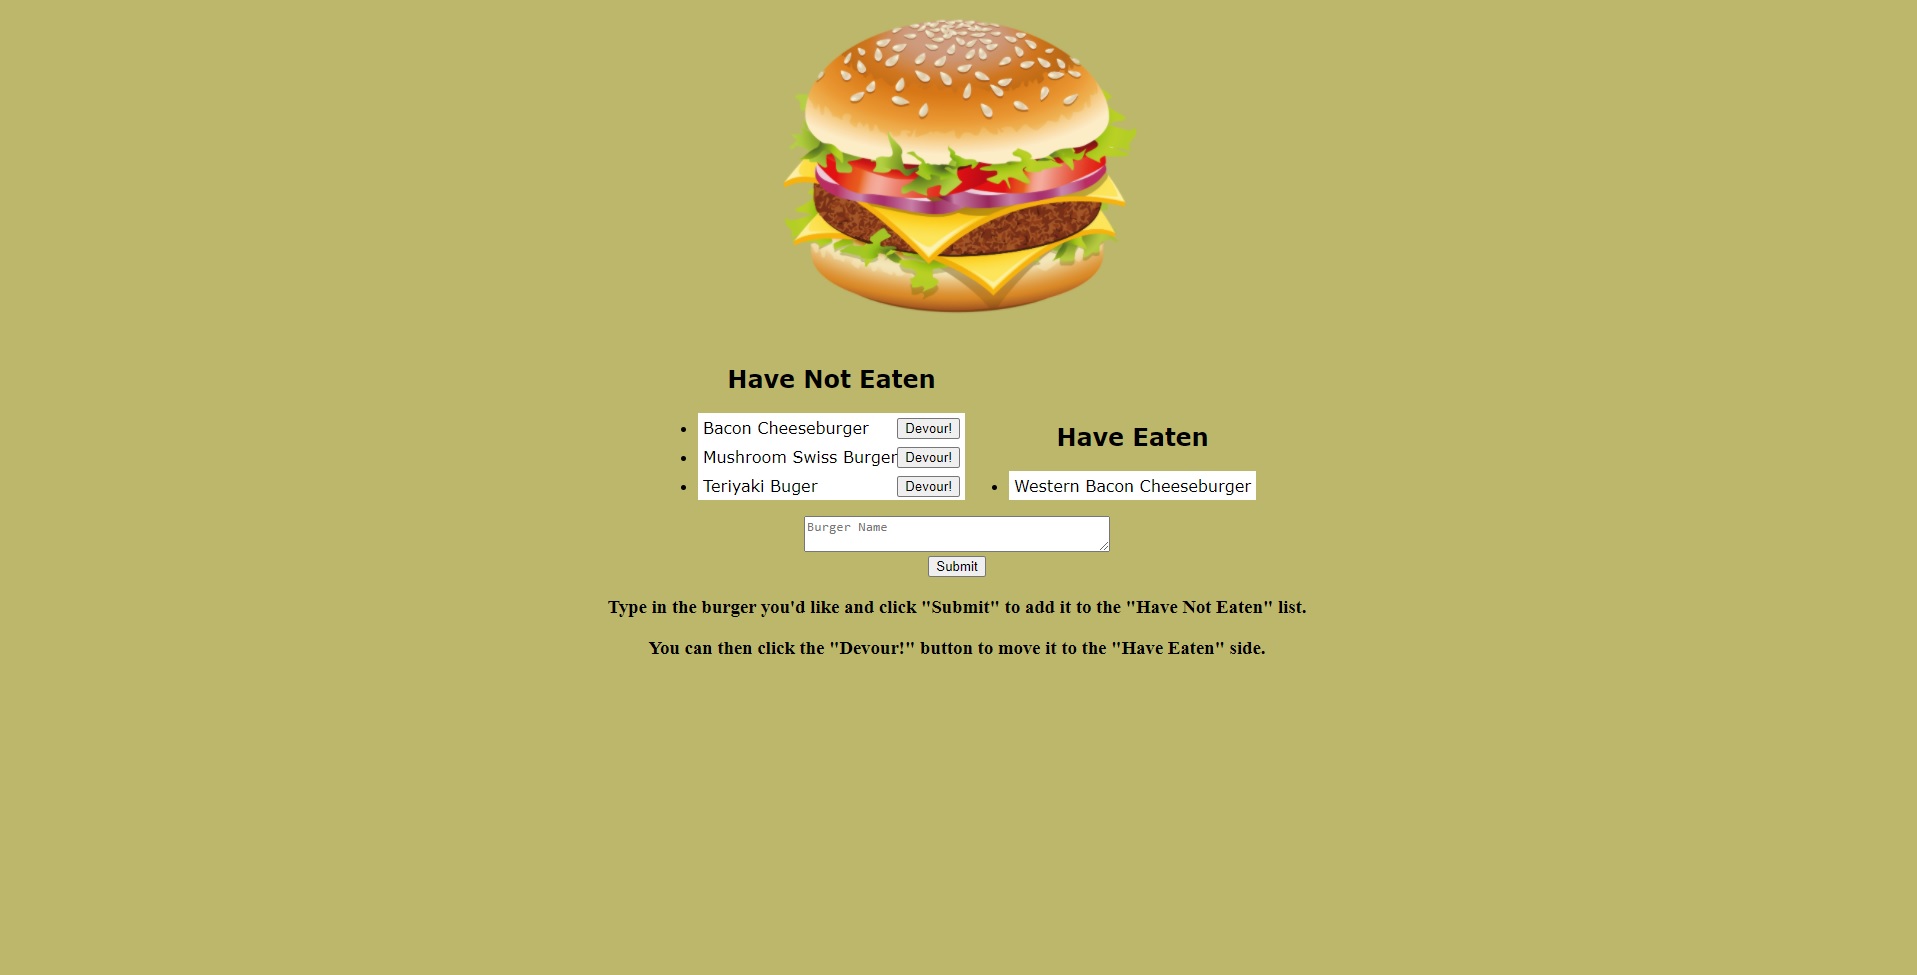 Have Not Eaten
Bacon Cheeseburger Devour!
Mushroom Swiss Burger Devour!
Teriyaki Buger Devour!
Have Eaten
Western Bacon Cheeseburger
Burger Name
Submit
Type in the burger you'd like and click "Submit" to add it to the "Have Not Eaten" list.
You can then click the "Devour!" button to move it to the "Have Eaten" side.